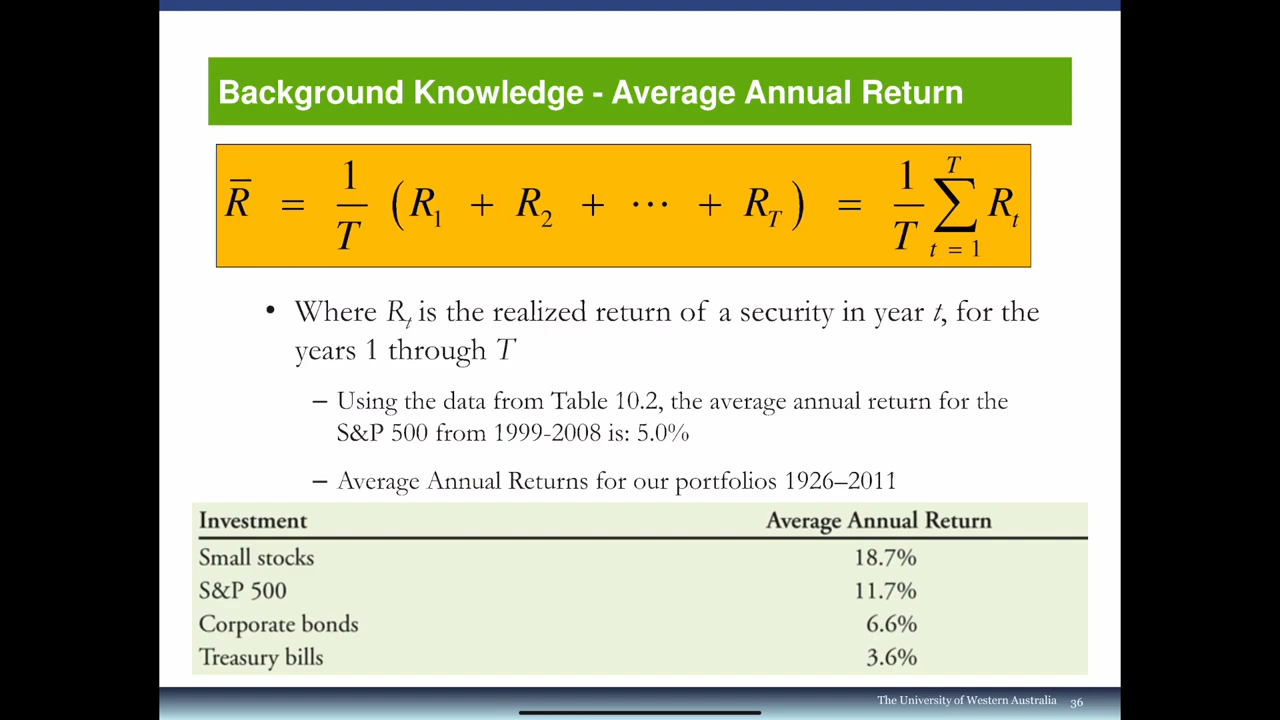 Background Knowledge - Average Annual Return
R̅ = 1/T (R₁ + R₂ + ⋯ + R_T) = 1/T ∑_{t = 1}^{T} R_t
• Where R_t is the realized return of a security in year t, for the
years 1 through T
– Using the data from Table 10.2, the average annual return for the
S&P 500 from 1999-2008 is: 5.0%
– Average Annual Returns for our portfolios 1926–2011
Investment Average Annual Return
Small stocks 18.7%
S&P 500 11.7%
Corporate bonds 6.6%
Treasury bills 3.6%
The University of Western Australia 36